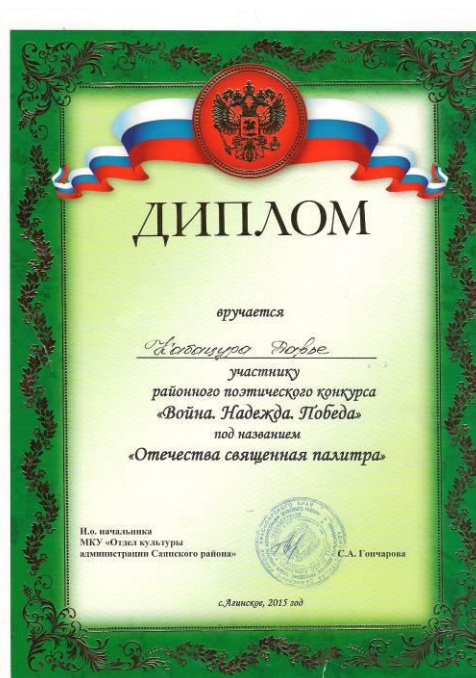 ДИПЛОМ
вручается
участнику
районного поэтического конкурса
«Война. Надежда. Победа»
под названием
«Отечества священная палитра»
И.о. начальника
МКУ «Отдел культуры
администрации Саянского района»
С.А. Гончарова
с.Агинское, 2015 год